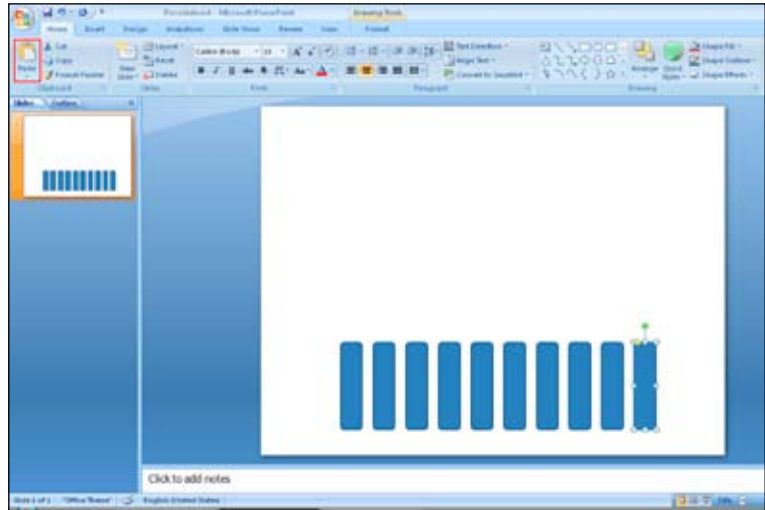 Presentation4 - Microsoft PowerPoint Drawing Tools
Home Insert Design Animations Slide Show Review View Format
Paste Cut Copy Format Painter
New Slide Layout Reset Delete
Text Direction Align Text Convert to SmartArt
Arrange Quick Styles Shape Fill Shape Outline Shape Effects
Clipboard Slides Font Paragraph Drawing
Slides Outline
Click to add notes
Slide 1 of 1 "Office Theme" English (United States)